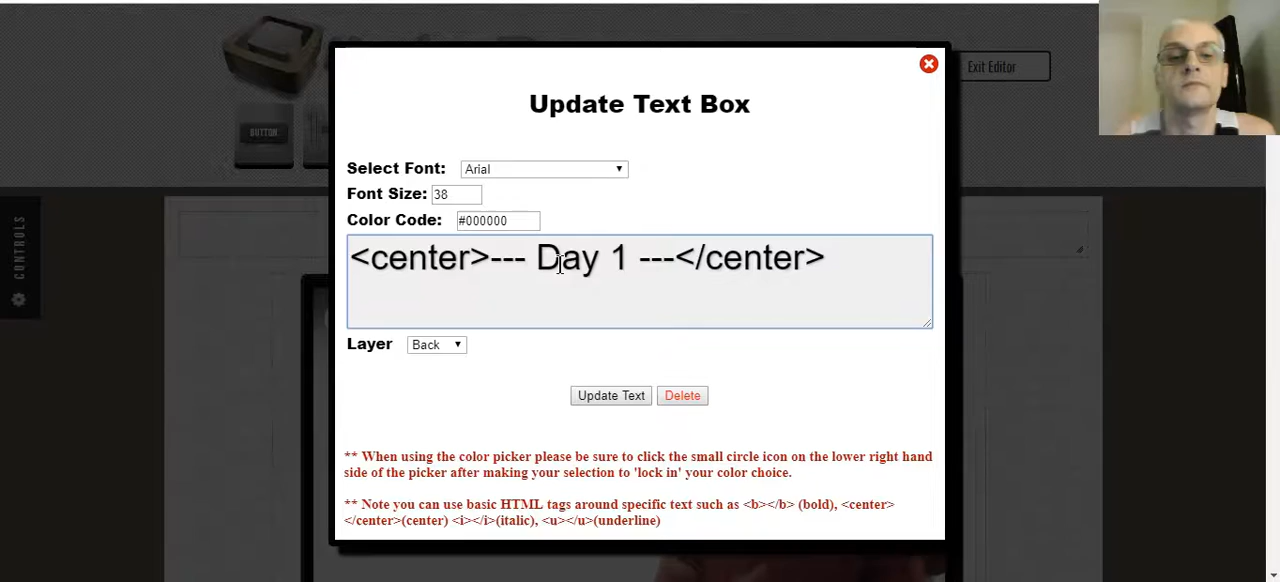 Exit Editor
BUTTON
CONTROLS
Update Text Box
Select Font: Arial
Font Size: 38
Color Code: #000000
<center>--- Day 1 ---</center>
Layer Back
Update Text Delete
** When using the color picker please be sure to click the small circle icon on the lower right hand
side of the picker after making your selection to 'lock in' your color choice.
** Note you can use basic HTML tags around specific text such as <b></b> (bold), <center>
</center>(center) <i></i>(italic), <u></u>(underline)